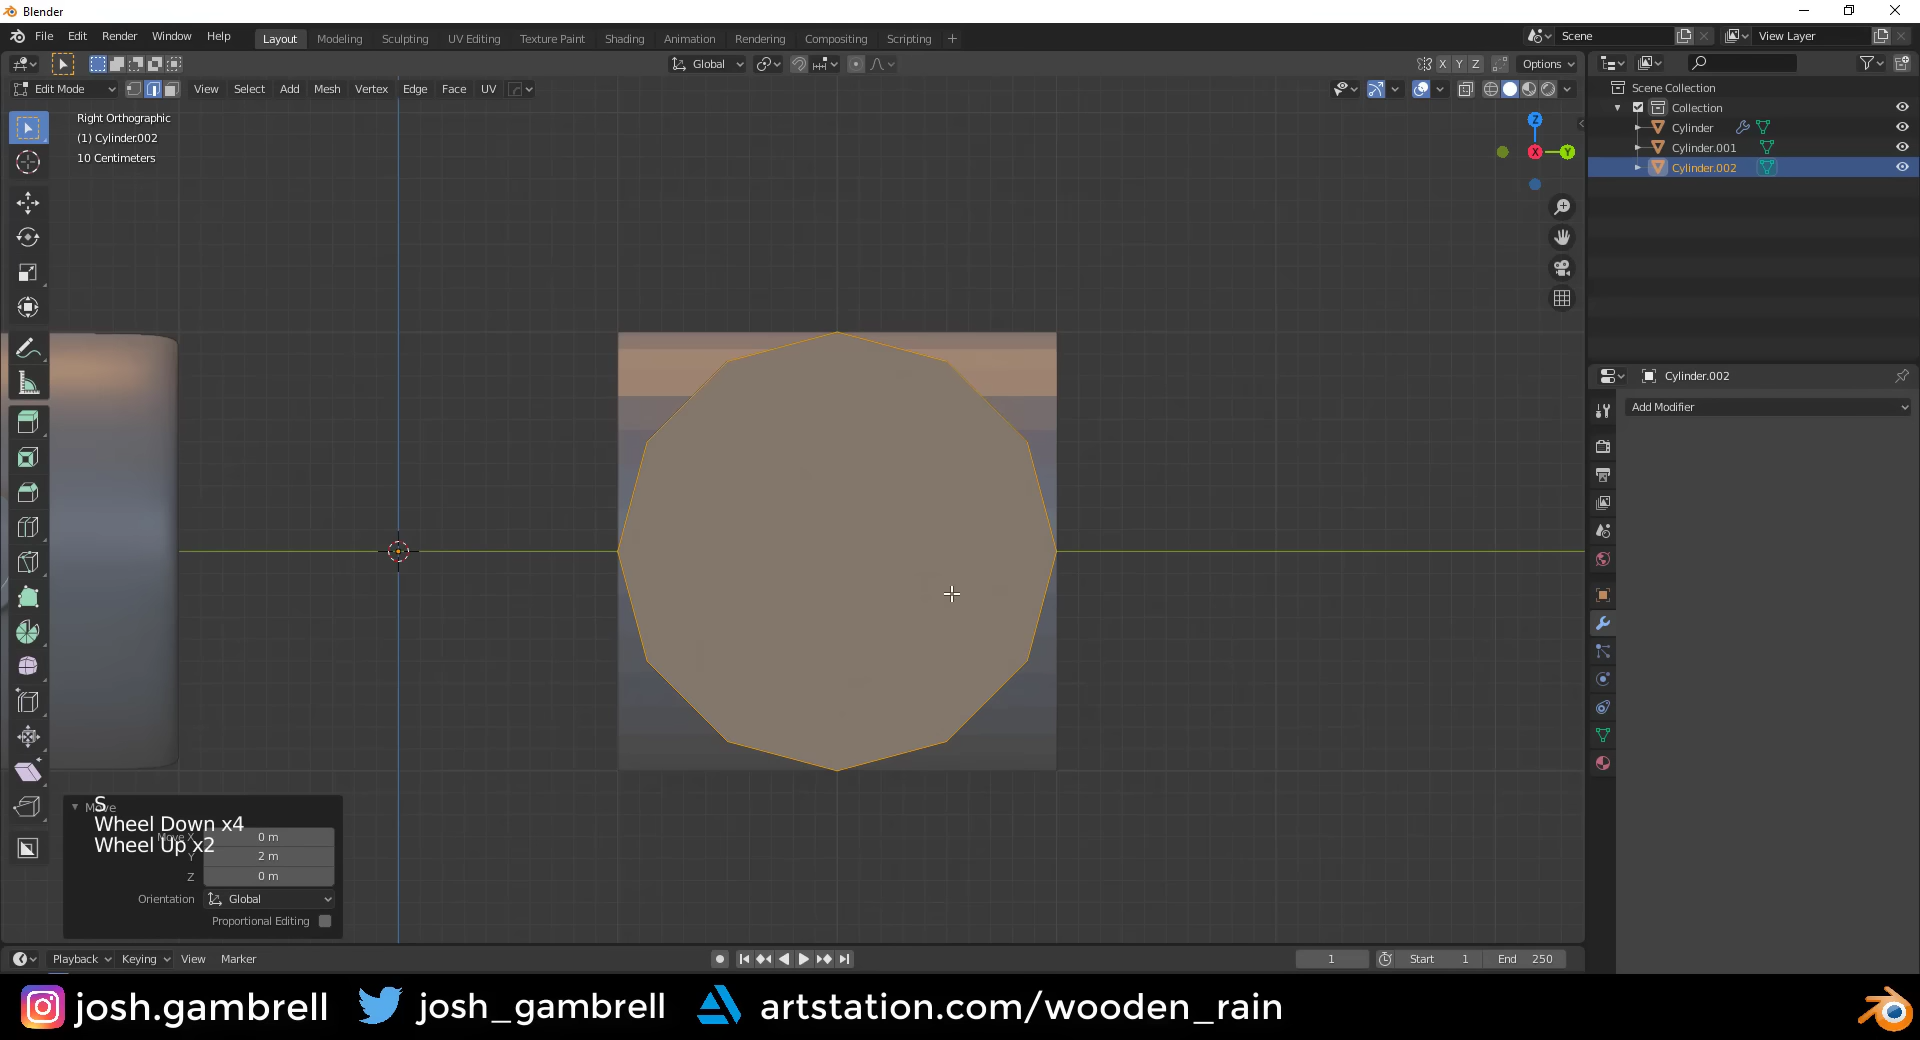 Blender
File Edit Render Window Help
Layout Modeling Sculpting UV Editing Texture Paint Shading Animation Rendering Compositing Scripting +
Scene
View Layer
Global
X Y Z
Options
Edit Mode
View Select Add Mesh Vertex Edge Face UV
Right Orthographic
(1) Cylinder.002
10 Centimeters
Z
X
Y
Scene Collection
Collection
Cylinder
Cylinder.001
Cylinder.002
Cylinder.002
Add Modifier
Move
S
Wheel Down x4
Wheel Up x2
Move X 0 m
Y 2 m
Z 0 m
Orientation Global
Proportional Editing
Playback Keying View Marker
1 Start 1 End 250
josh.gambrell josh_gambrell artstation.com/wooden_rain